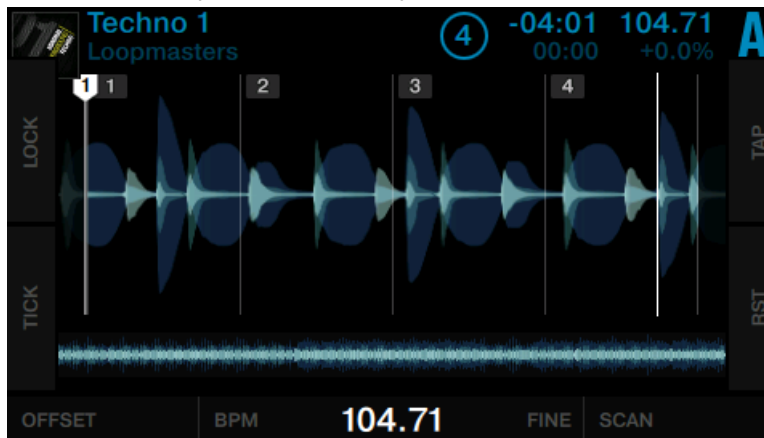 Techno 1
Loopmasters
4
-04:01
00:00
104.71
+0.0%
A
1 1 2 3 4
LOCK
TAP
TICK
RST
OFFSET BPM 104.71 FINE SCAN